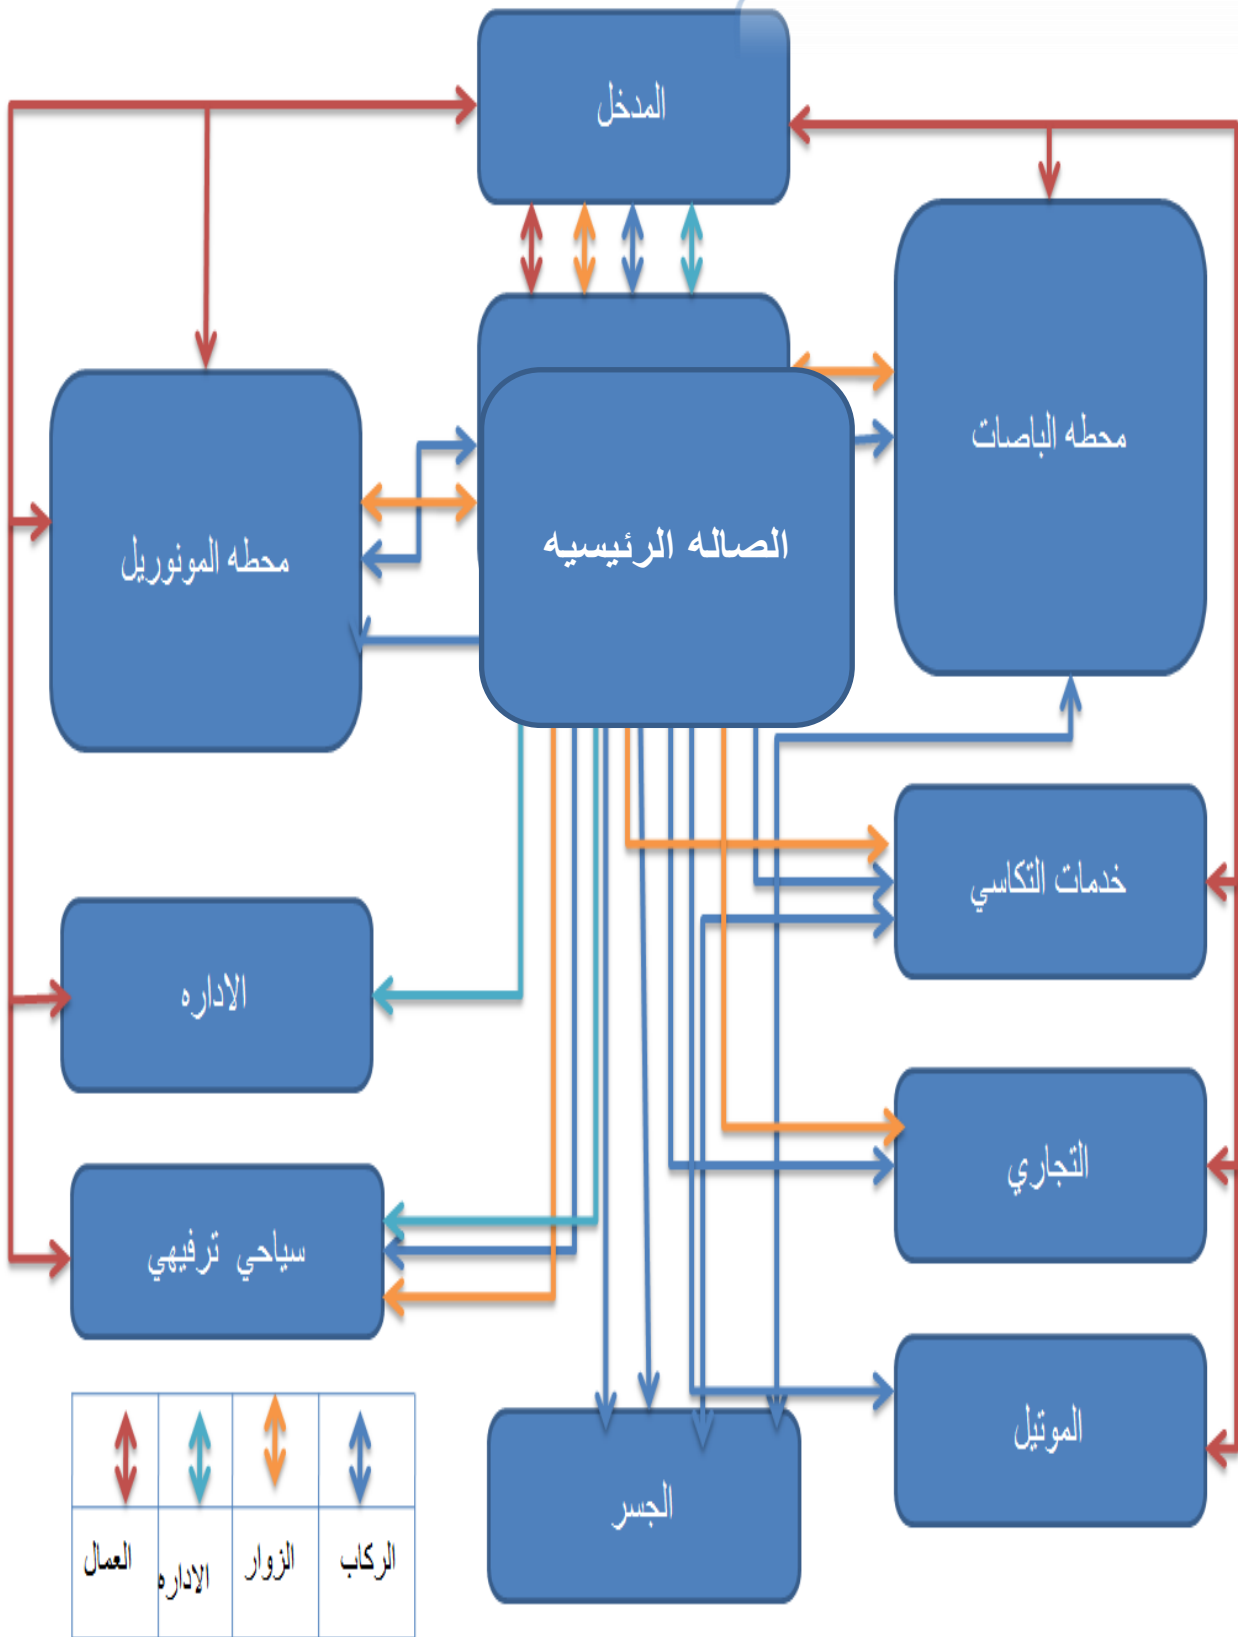 المدخل
محطه الباصات
الصاله الرئيسيه
محطه المونوريل
خدمات التكاسي
الاداره
التجاري
سياحي ترفيهي
الموتيل
الجسر
الركاب
الزوار
الاداره
العمال